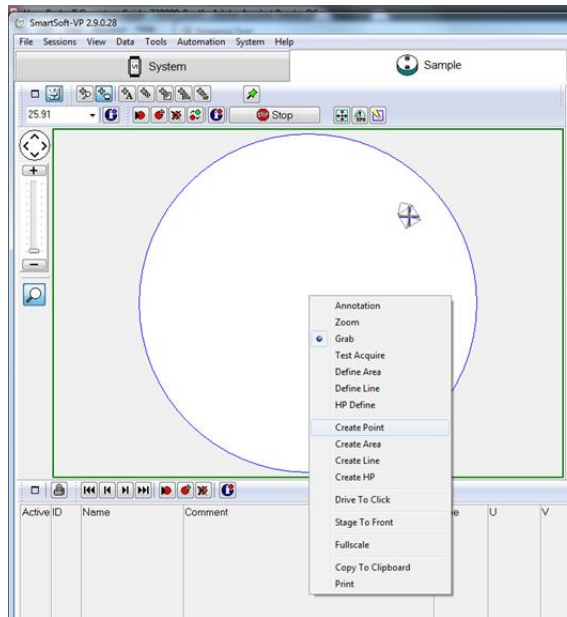 SmartSoft-VP 2.9.0.28
File Sessions View Data Tools Automation System Help
System
Sample
25.91
Stop
Annotation
Zoom
Grab
Test Acquire
Define Area
Define Line
HP Define
Create Point
Create Area
Create Line
Create HP
Drive To Click
Stage To Front
Fullscale
Copy To Clipboard
Print
Active ID Name Comment U V